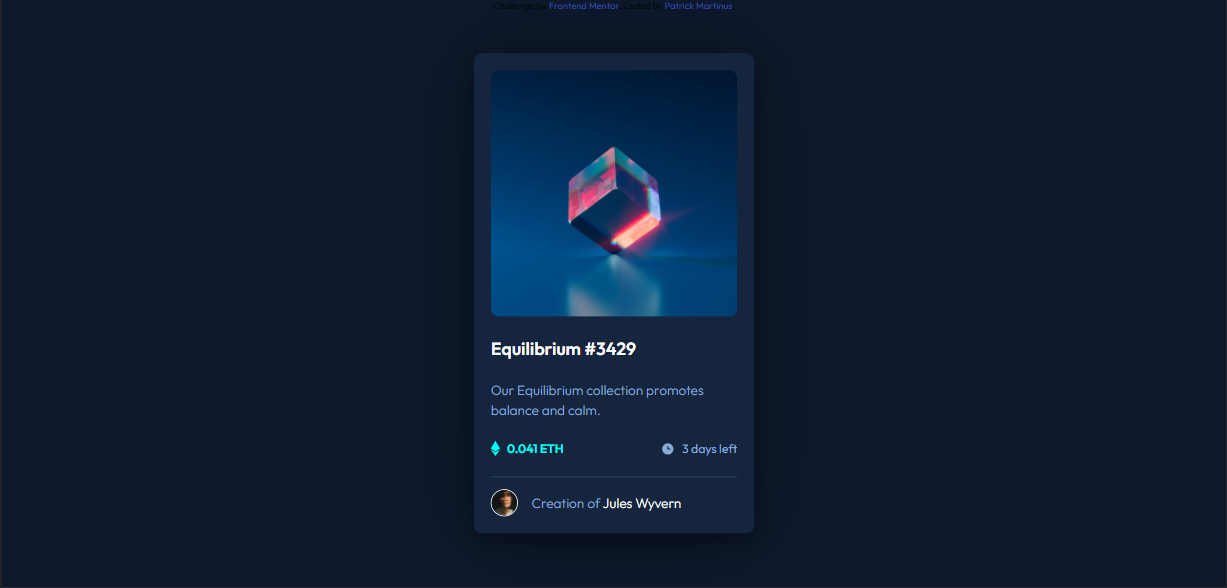 Challenge by Frontend Mentor. Coded by Patrick Martinus
Equilibrium #3429
Our Equilibrium collection promotes
balance and calm.
0.041 ETH
3 days left
Creation of Jules Wyvern